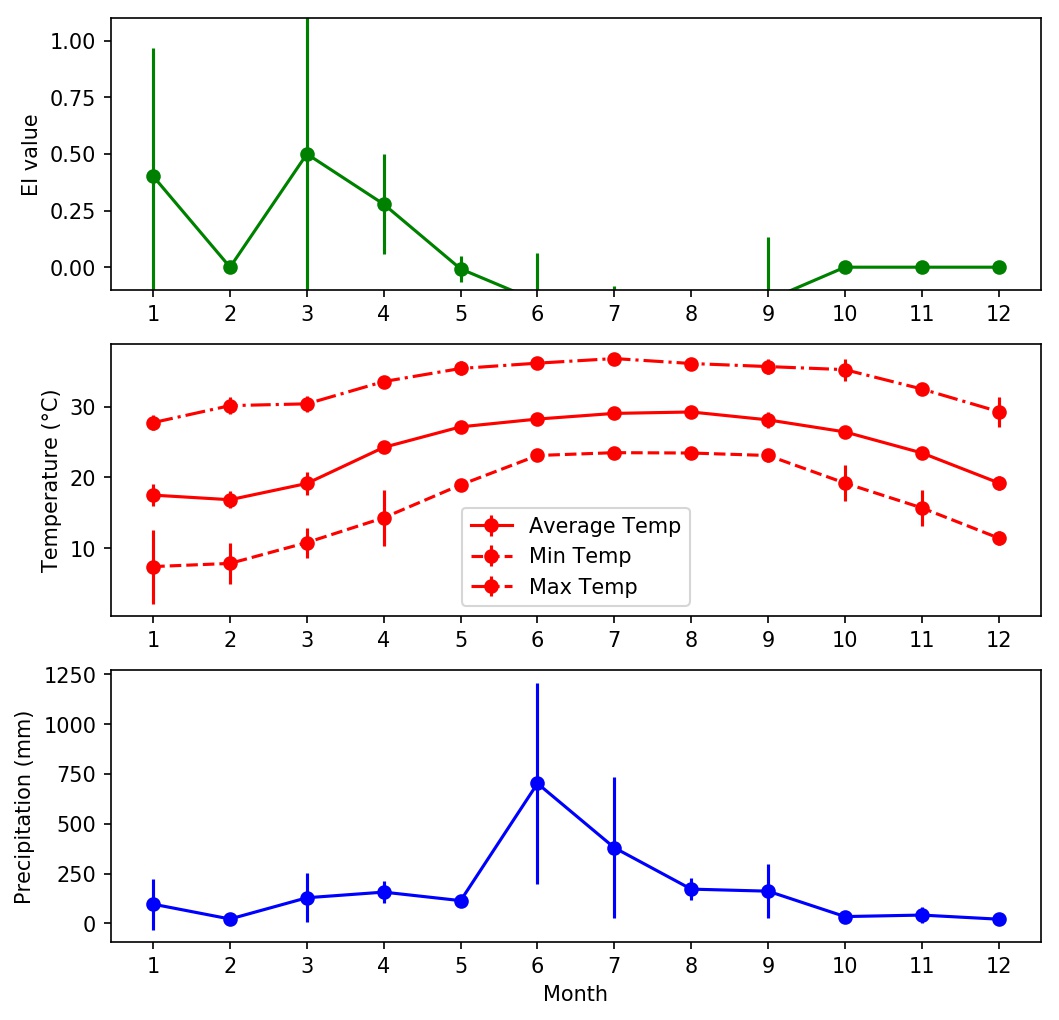 EI value
1.00
0.75
0.50
0.25
0.00
1 2 3 4 5 6 7 8 9 10 11 12
Temperature (°C)
30
20
10
Average Temp
Min Temp
Max Temp
1 2 3 4 5 6 7 8 9 10 11 12
Precipitation (mm)
1250
1000
750
500
250
0
1 2 3 4 5 6 7 8 9 10 11 12
Month